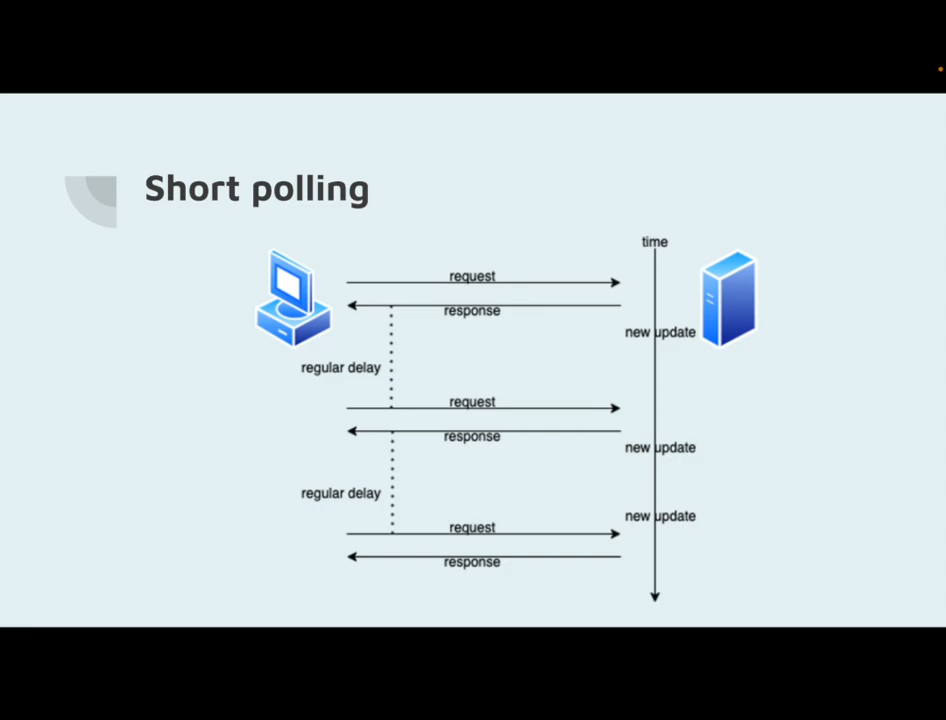 Short polling
time
request
response
new update
regular delay
request
response
new update
regular delay
new update
request
response